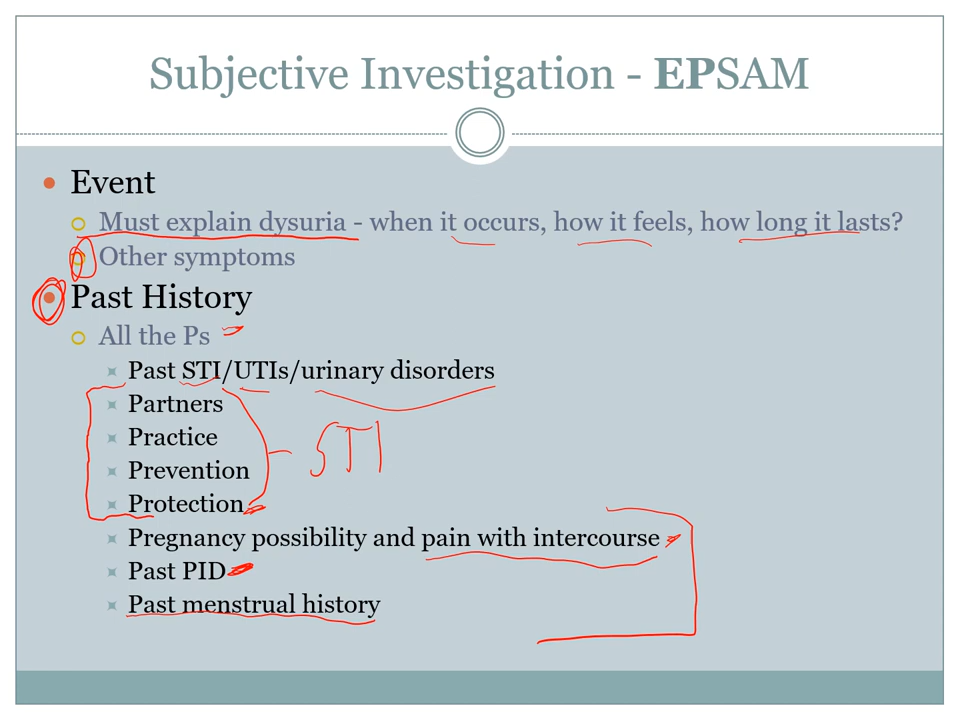 Subjective Investigation - EPSAM
Event
Must explain dysuria - when it occurs, how it feels, how long it lasts?
Other symptoms
Past History
All the Ps
Past STI/UTIs/urinary disorders
Partners
Practice
STI
Prevention
Protection
Pregnancy possibility and pain with intercourse
Past PID
Past menstrual history